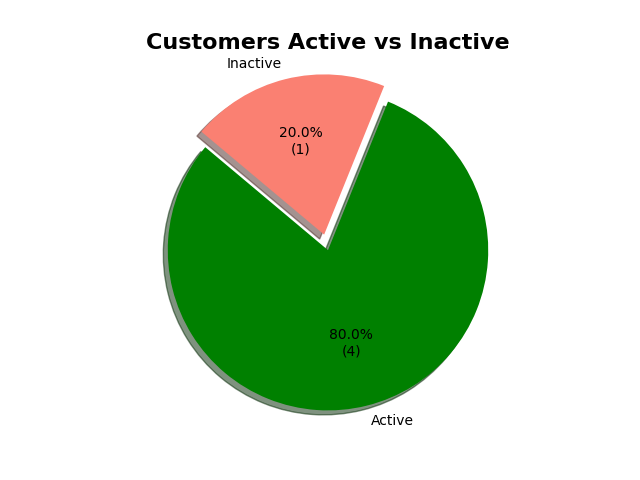 Customers Active vs Inactive
Inactive
20.0%
(1)
80.0%
(4)
Active